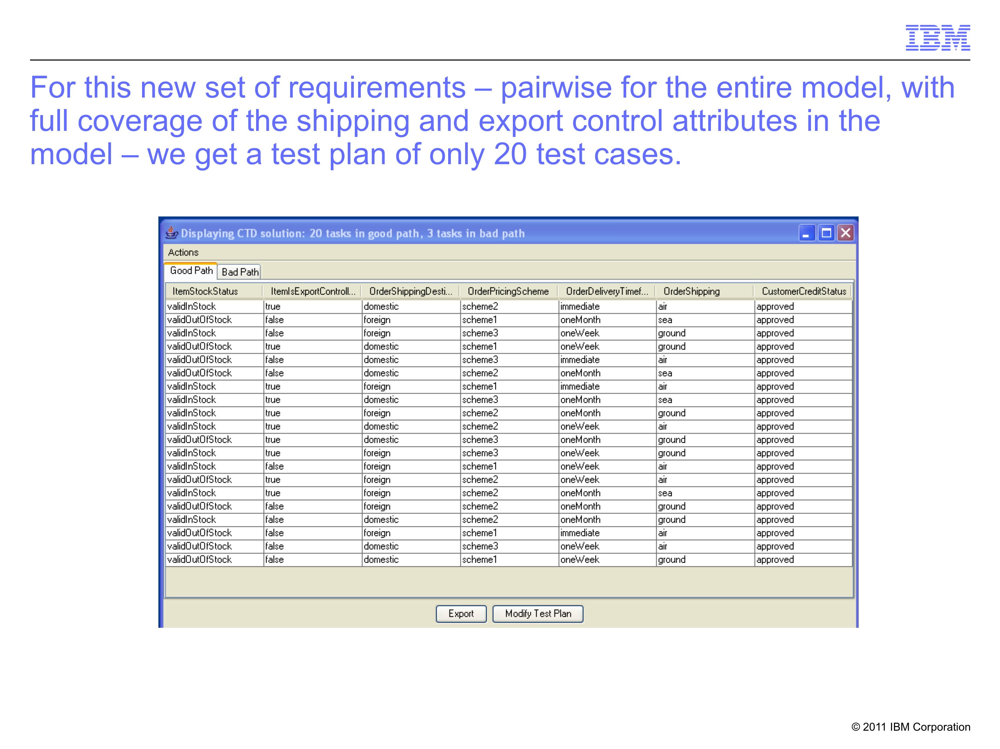 IBM
For this new set of requirements – pairwise for the entire model, with
full coverage of the shipping and export control attributes in the
model – we get a test plan of only 20 test cases.
Displaying CTD solution: 20 tasks in good path, 3 tasks in bad path
Actions
Good Path Bad Path
ItemStockStatus ItemIsExportControll... OrderShippingDesti... OrderPricingScheme OrderDeliveryTimef... OrderShipping CustomerCreditStatus
validInStock true domestic scheme2 immediate air approved
validOutOfStock false foreign scheme1 oneMonth sea approved
validInStock false foreign scheme3 oneWeek ground approved
validOutOfStock true domestic scheme1 oneWeek ground approved
validOutOfStock false domestic scheme3 immediate air approved
validOutOfStock false domestic scheme2 oneMonth sea approved
validInStock true foreign scheme1 immediate air approved
validInStock true domestic scheme3 oneMonth sea approved
validInStock true foreign scheme2 oneMonth ground approved
validInStock true domestic scheme2 oneWeek air approved
validOutOfStock true domestic scheme3 oneMonth ground approved
validInStock true foreign scheme3 oneWeek ground approved
validInStock false foreign scheme1 oneWeek air approved
validOutOfStock true foreign scheme2 oneWeek air approved
validInStock true foreign scheme2 oneMonth sea approved
validOutOfStock false foreign scheme2 oneMonth ground approved
validInStock false domestic scheme2 oneMonth ground approved
validOutOfStock false foreign scheme1 immediate air approved
validOutOfStock false domestic scheme3 oneWeek air approved
validOutOfStock false domestic scheme1 oneWeek ground approved
Export Modify Test Plan
© 2011 IBM Corporation